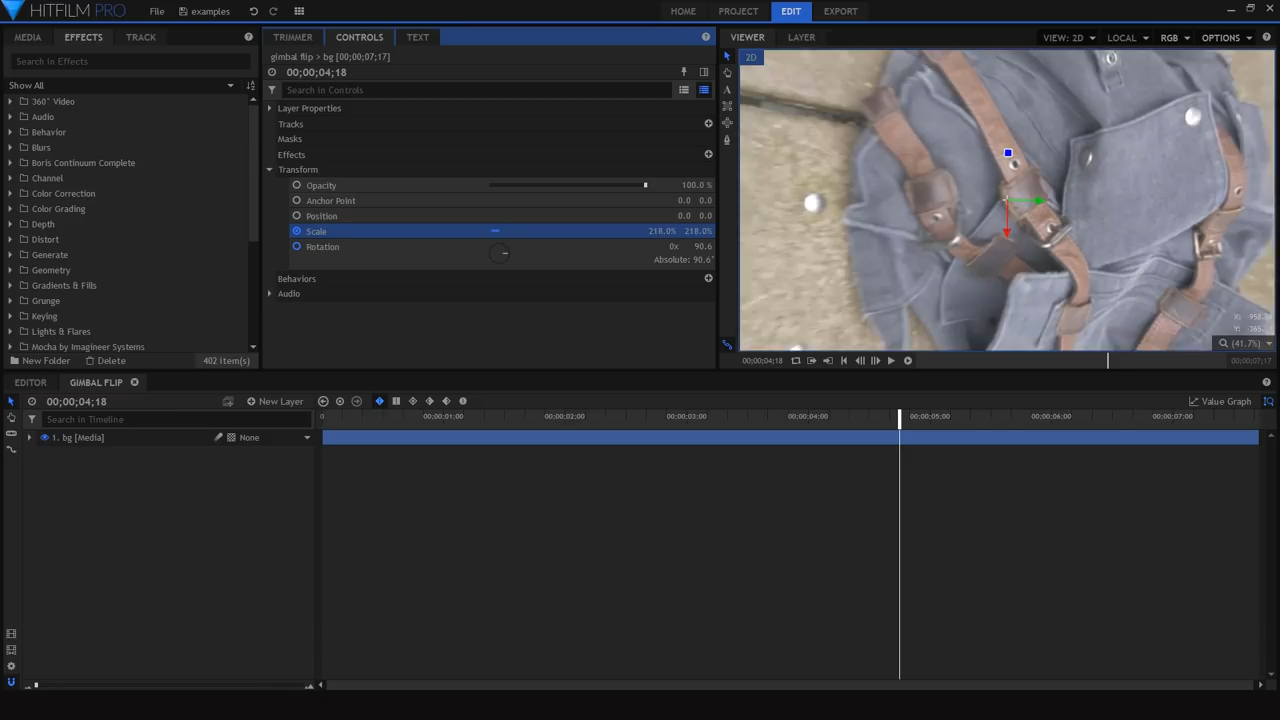 HITFILM PRO File examples HOME PROJECT EDIT EXPORT
MEDIA EFFECTS TRACK
Search in Effects
Show All
360° Video
Audio
Behavior
Blurs
Boris Continuum Complete
Channel
Color Correction
Color Grading
Depth
Distort
Generate
Geometry
Gradients & Fills
Grunge
Keying
Lights & Flares
Mocha by Imagineer Systems
New Folder Delete 402 item(s)
TRIMMER CONTROLS TEXT
gimbal flip > bg [00;00;07;17]
00;00;04;18
Search in Controls
Layer Properties
Tracks
Masks
Effects
Transform
Opacity 100.0 %
Anchor Point 0.0 0.0
Position 0.0 0.0
Scale 218.0% 218.0%
Rotation 0x 90.6
Absolute: 90.6°
Behaviors
Audio
VIEWER LAYER VIEW: 2D LOCAL RGB OPTIONS
2D
(41.7%)
00;00;04;18 00;00;07;17
EDITOR GIMBAL FLIP
00;00;04;18 New Layer Value Graph
Search in Timeline
0 00;00;01;00 00;00;02;00 00;00;03;00 00;00;04;00 00;00;05;00 00;00;06;00 00;00;07;00
1. bg [Media] None